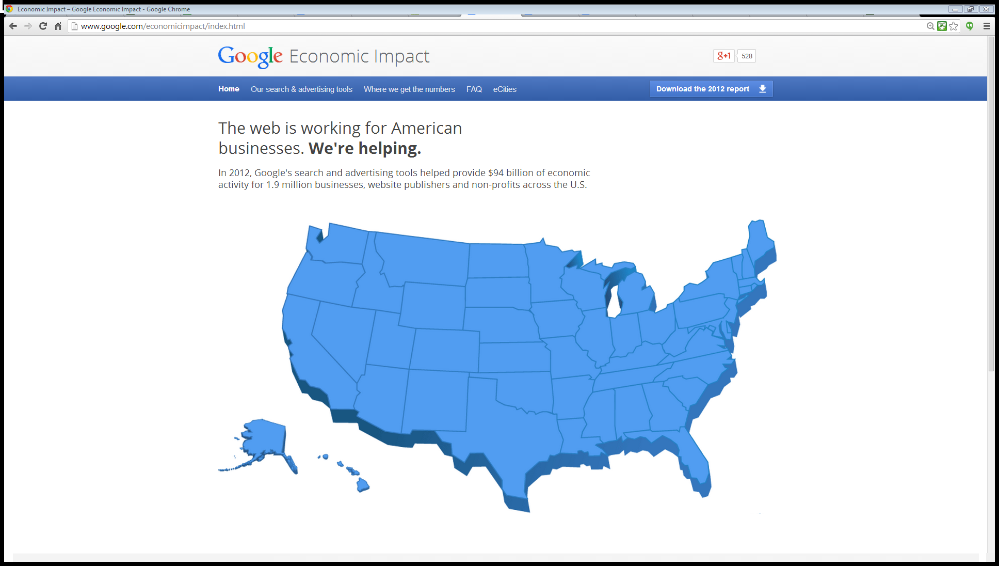 Economic Impact – Google Economic Impact - Google Chrome
www.google.com/economicimpact/index.html
Google Economic Impact
g+1 528
Home Our search & advertising tools Where we get the numbers FAQ eCities Download the 2012 report
The web is working for American
businesses. We're helping.
In 2012, Google's search and advertising tools helped provide $94 billion of economic
activity for 1.9 million businesses, website publishers and non-profits across the U.S.